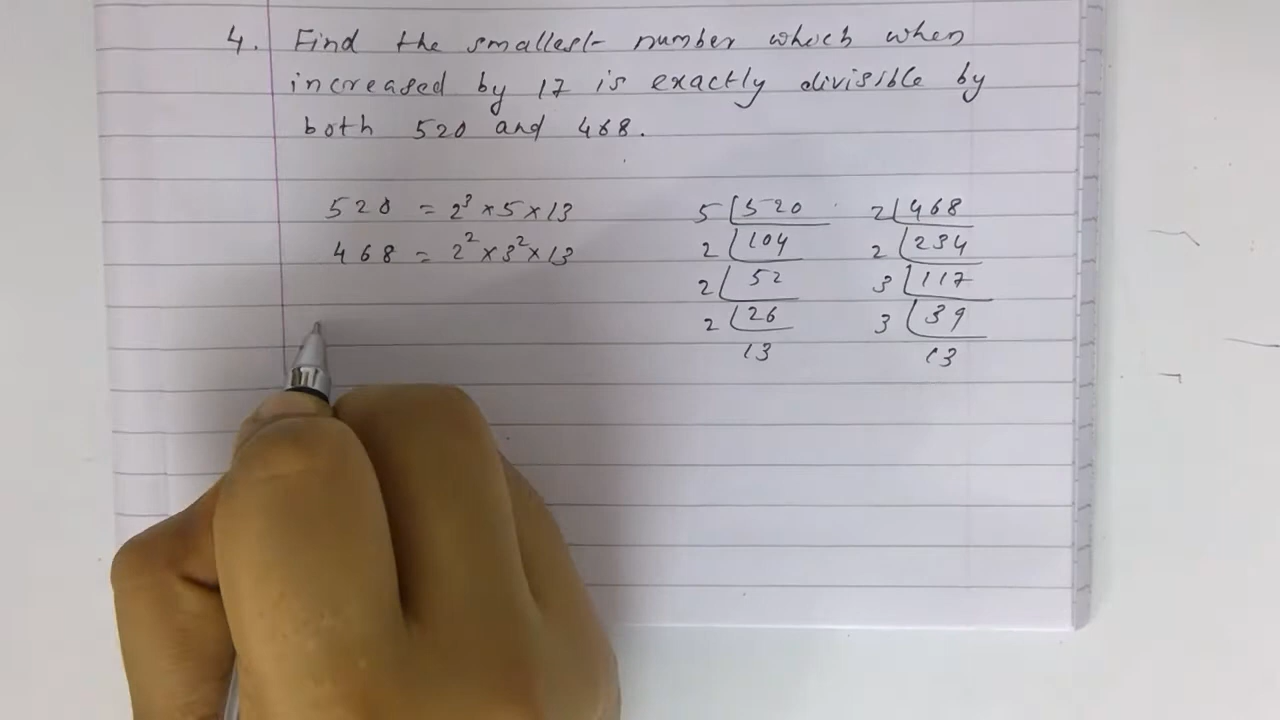 4. Find the smallest number which when
increased by 17 is exactly divisible by
both 520 and 468.
520 = 2³ × 5 × 13
468 = 2² × 3² × 13
5 520
2 104
2 52
2 26
13
2 468
2 234
3 117
3 39
13